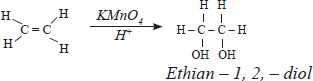 H H KMnO₄ H H
C = C H – C – C – H
H H H⁺ OH OH
Ethian – 1, 2, – diol